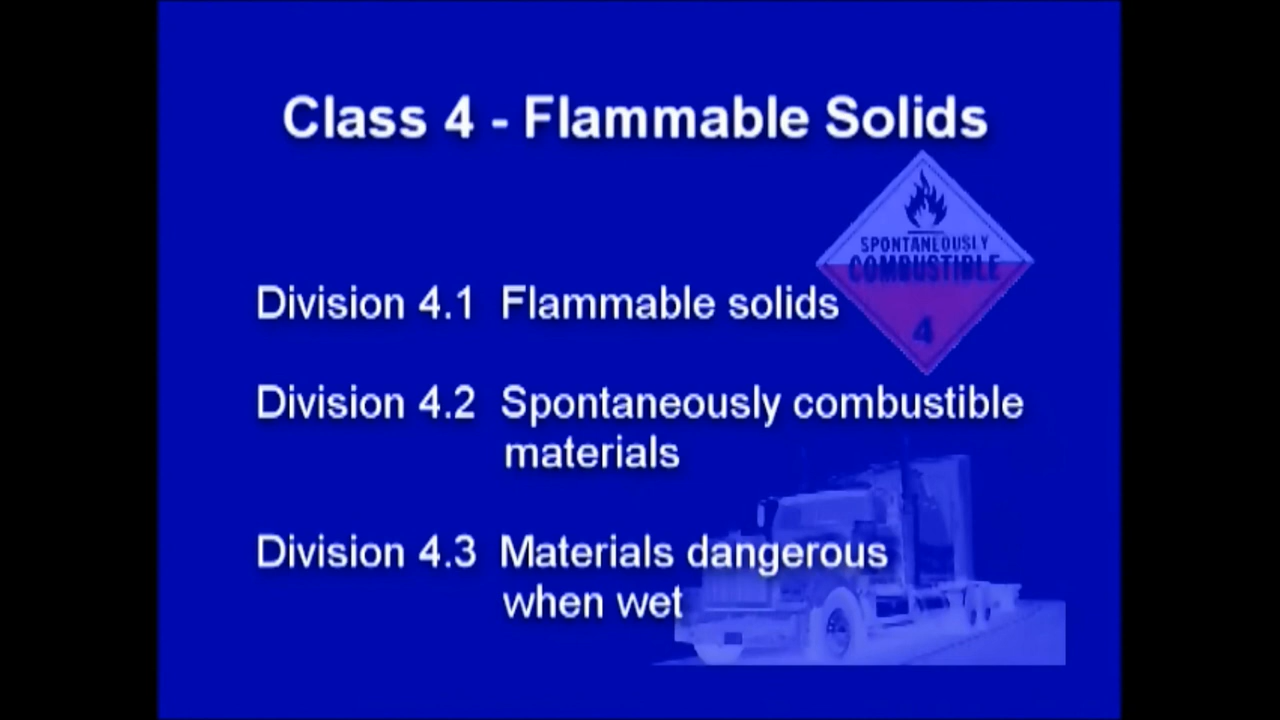 Class 4 - Flammable Solids
SPONTANEOUSLY
COMBUSTIBLE
4
Division 4.1 Flammable solids
Division 4.2 Spontaneously combustible
materials
Division 4.3 Materials dangerous
when wet